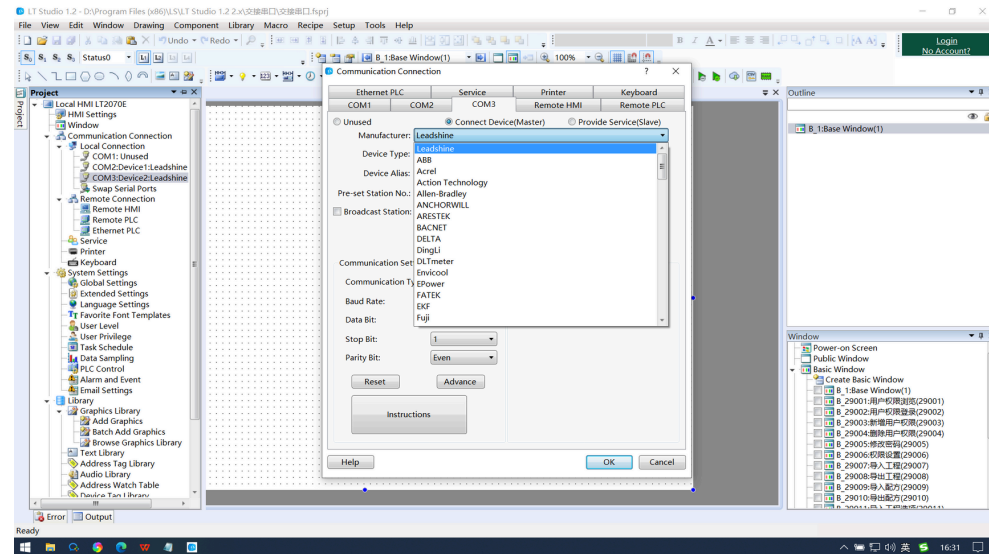 LT Studio 1.2 - D:\Program Files (x86)\LS\LT Studio 1.2 2.x\交接串口\交接串口.fsprj
File View Edit Window Drawing Component Library Macro Recipe Setup Tools Help
Undo Redo 100%
Login
No Account?
S0 S1 S2 S3 Status0 L1 L2 L3 L4 B_1:Base Window(1)
Project
Local HMI LT2070E
HMI Settings
Window
Communication Connection
Local Connection
COM1: Unused
COM2:Device1:Leadshine
COM3:Device2:Leadshine
Swap Serial Ports
Remote Connection
Remote HMI
Remote PLC
Ethernet PLC
Service
Printer
Keyboard
System Settings
Global Settings
Extended Settings
Language Settings
Favorite Font Templates
User Level
User Privilege
Task Schedule
Data Sampling
PLC Control
Alarm and Event
Email Settings
Library
Graphics Library
Add Graphics
Batch Add Graphics
Browse Graphics Library
Text Library
Address Tag Library
Audio Library
Address Watch Table
Device Tag Library
Communication Connection
Ethernet PLC Service Printer Keyboard
COM1 COM2 COM3 Remote HMI Remote PLC
Unused Connect Device(Master) Provide Service(Slave)
Manufacturer: Leadshine
Device Type:
Device Alias:
Pre-set Station No.:
Broadcast Station:
Communication Set
Communication Ty
Baud Rate:
Data Bit:
Leadshine
ABB
Acrel
Action Technology
Allen-Bradley
ANCHORWILL
ARESTEK
BACNET
DELTA
DingLi
DLTmeter
Envicool
EPower
FATEK
EKF
Fuji
Stop Bit: 1
Parity Bit: Even
Reset Advance
Instructions
Help OK Cancel
Outline
B_1:Base Window(1)
Window
Power-on Screen
Public Window
Basic Window
Create Basic Window
B_1:Base Window(1)
B_29001:用户权限浏览(29001)
B_29002:用户权限登录(29002)
B_29003:新增用户权限(29003)
B_29004:删除用户权限(29004)
B_29005:修改密码(29005)
B_29006:权限设置(29006)
B_29007:导入工程(29007)
B_29008:导出工程(29008)
B_29009:导入配方(29009)
B_29010:导出配方(29010)
Project
Error Output
Ready
英 16:31